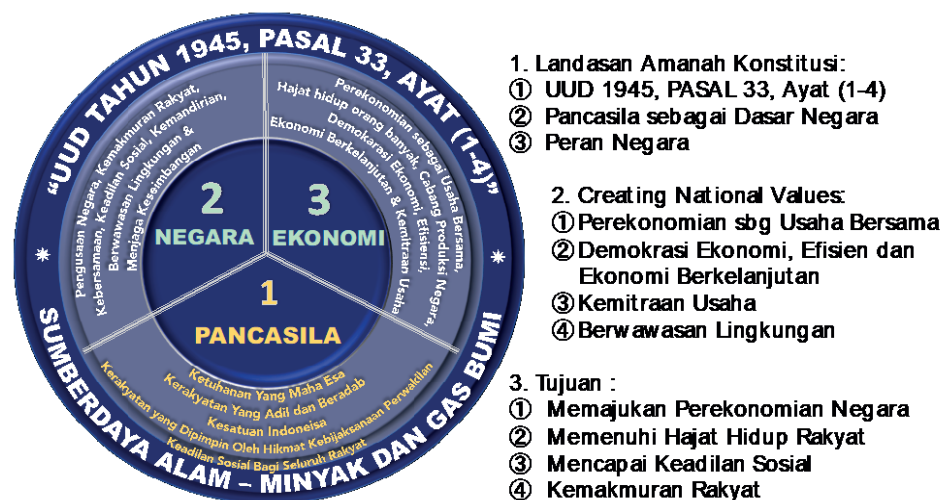 "UUD TAHUN 1945, PASAL 33, AYAT (1-4)"
SUMBERDAYA ALAM – MINYAK DAN GAS BUMI
Pengusaan Negara, Kemakmuran Rakyat,
Kebersamaan, Keadilan Sosial, Kemandirian,
Berwawasan Lingkungan &
Menjaga Keseimbangan
2
NEGARA
Perekonomian sebagai Usaha Bersama,
Hajat hidup orang banyak, Cabang Produksi Negara,
Demokarasi Ekonomi, Efisiensi,
Ekonomi Berkelanjutan & Kamitraan Usaha
3
EKONOMI
1
PANCASILA
Ketuhanan Yang Maha Esa
Kerakyatan Yang Adil dan Beradab
Kesatuan Indoneisa
Kerakyatan yang Dipimpin Oleh Hikmat Kebijaksanaan Perwakilan
Keadilan Sosial Bagi Seluruh Rakyat
1. Landasan Amanah Konstitusi:
① UUD 1945, PASAL 33, Ayat (1-4)
② Pancasila sebagai Dasar Negara
③ Peran Negara
2. Creating National Values:
① Perekonomian sbg Usaha Bersama
② Demokrasi Ekonomi, Efisien dan
Ekonomi Berkelanjutan
③ Kemitraan Usaha
④ Berwawasan Lingkungan
3. Tujuan :
① Memajukan Perekonomian Negara
② Memenuhi Hajat Hidup Rakyat
③ Mencapai Keadilan Sosial
④ Kemakmuran Rakyat